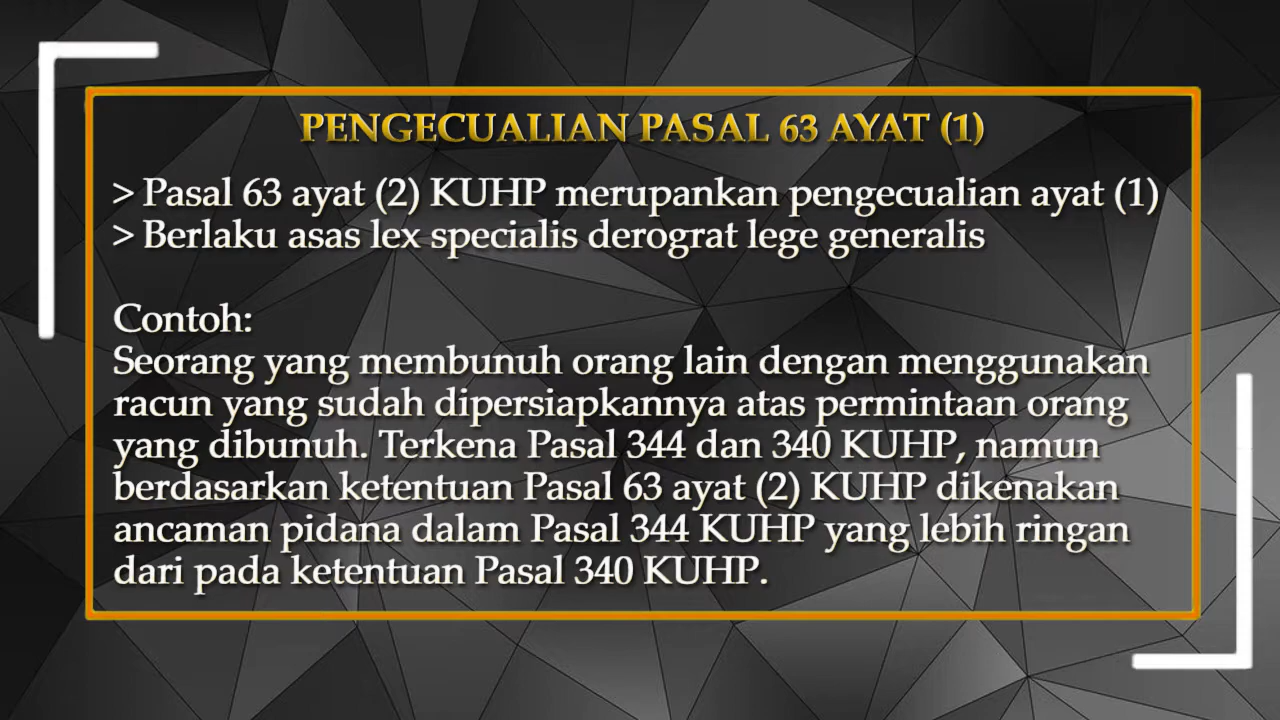 PENGECUALIAN PASAL 63 AYAT (1)
> Pasal 63 ayat (2) KUHP merupankan pengecualian ayat (1)
> Berlaku asas lex specialis derograt lege generalis
Contoh:
Seorang yang membunuh orang lain dengan menggunakan
racun yang sudah dipersiapkannya atas permintaan orang
yang dibunuh. Terkena Pasal 344 dan 340 KUHP, namun
berdasarkan ketentuan Pasal 63 ayat (2) KUHP dikenakan
ancaman pidana dalam Pasal 344 KUHP yang lebih ringan
dari pada ketentuan Pasal 340 KUHP.